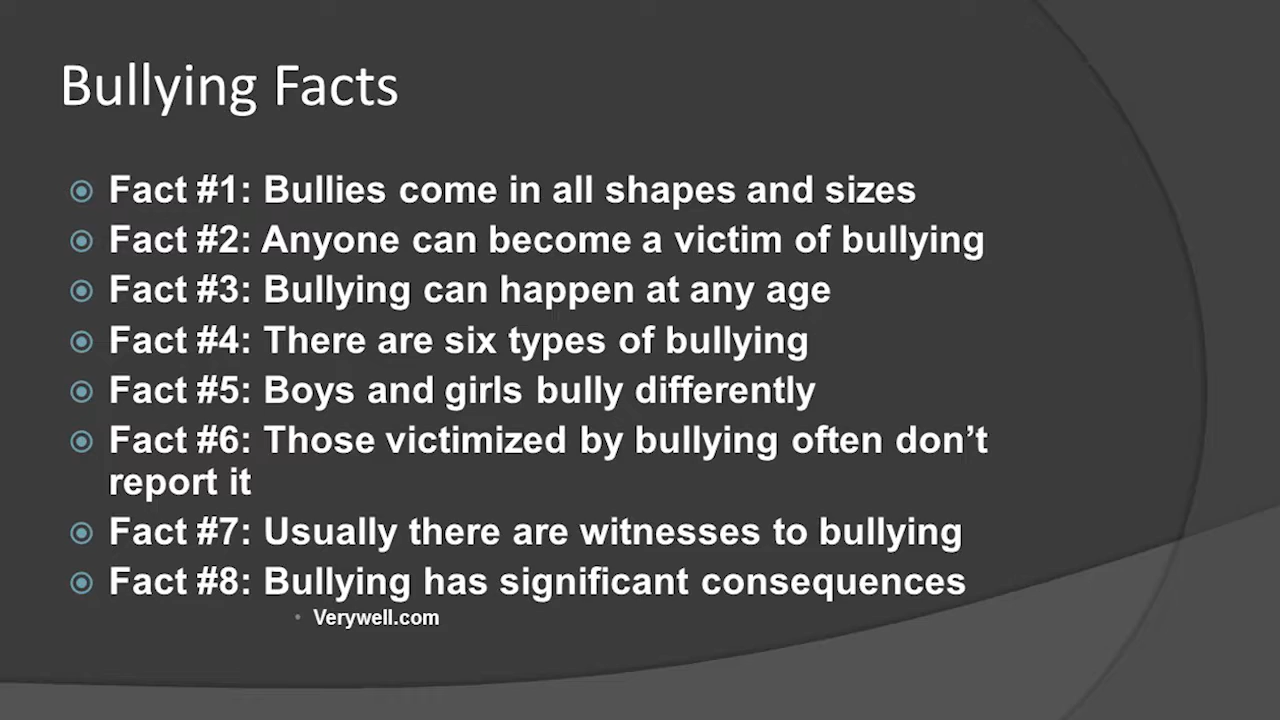 Bullying Facts
Fact #1: Bullies come in all shapes and sizes
Fact #2: Anyone can become a victim of bullying
Fact #3: Bullying can happen at any age
Fact #4: There are six types of bullying
Fact #5: Boys and girls bully differently
Fact #6: Those victimized by bullying often don’t
report it
Fact #7: Usually there are witnesses to bullying
Fact #8: Bullying has significant consequences
Verywell.com